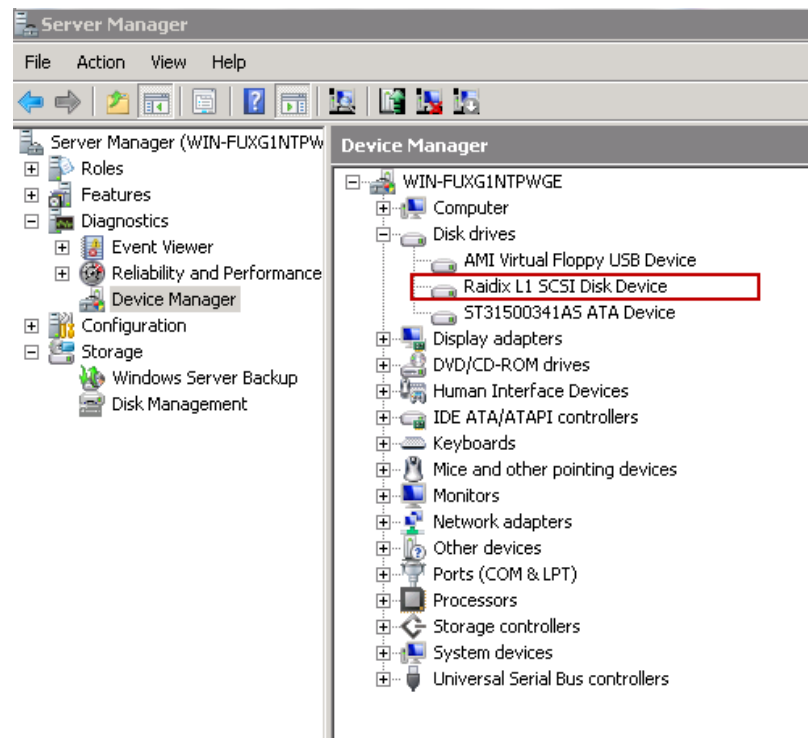 Server Manager
File Action View Help
Server Manager (WIN-FUXG1NTPW
Roles
Features
Diagnostics
Event Viewer
Reliability and Performance
Device Manager
Configuration
Storage
Windows Server Backup
Disk Management
Device Manager
WIN-FUXG1NTPWGE
Computer
Disk drives
AMI Virtual Floppy USB Device
Raidix L1 SCSI Disk Device
ST31500341AS ATA Device
Display adapters
DVD/CD-ROM drives
Human Interface Devices
IDE ATA/ATAPI controllers
Keyboards
Mice and other pointing devices
Monitors
Network adapters
Other devices
Ports (COM & LPT)
Processors
Storage controllers
System devices
Universal Serial Bus controllers